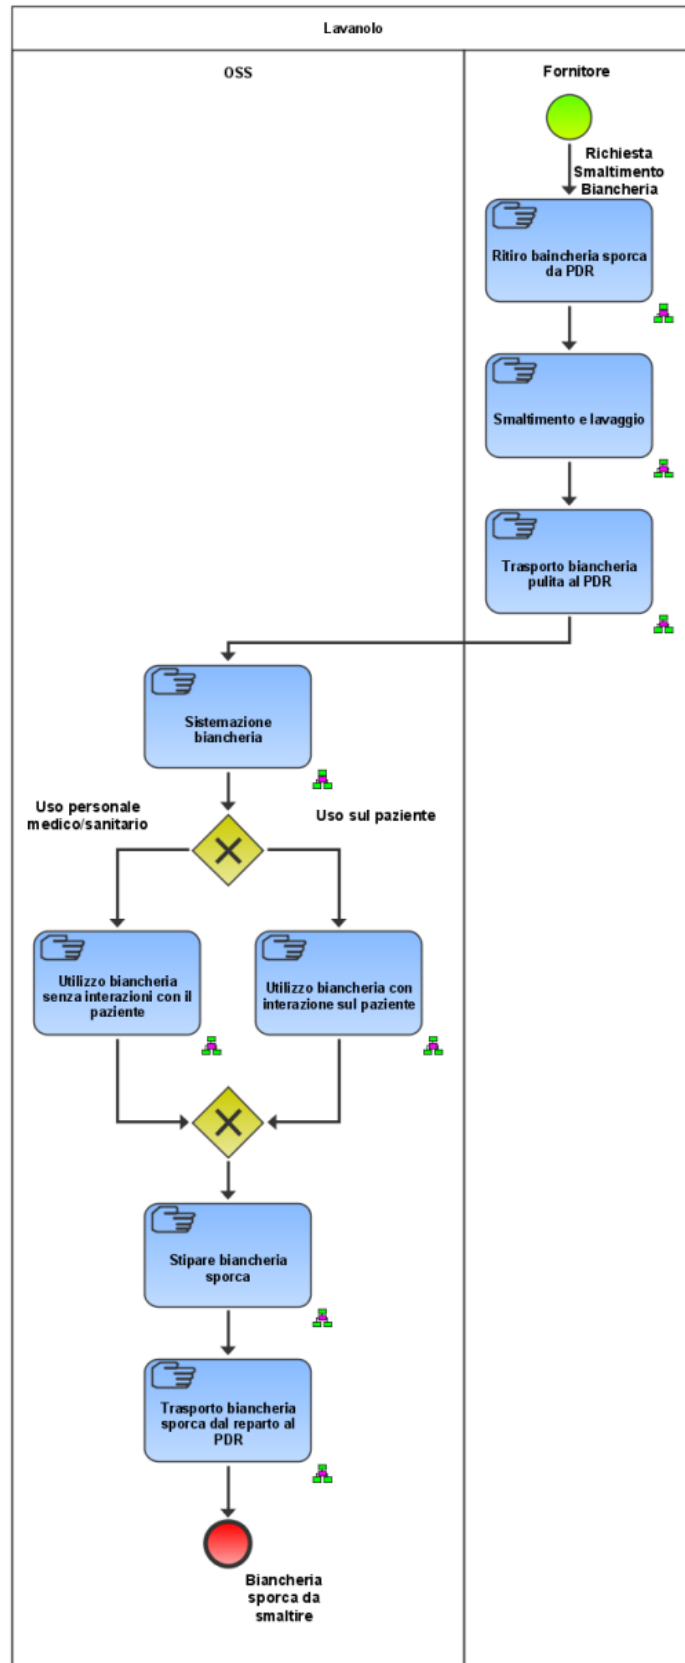 Lavanolo
OSS
Fornitore
Richiesta
Smaltimento
Biancheria
Ritiro baincheria sporca
da PDR
Smaltimento e lavaggio
Trasporto biancheria
pulita al PDR
Sistemazione
biancheria
Uso personale
medico/sanitario
Uso sul paziente
Utilizzo biancheria
senza interazioni con il
paziente
Utilizzo biancheria con
interazione sul paziente
Stipare biancheria
sporca
Trasporto biancheria
sporca dal reparto al
PDR
Biancheria
sporca da
smaltire